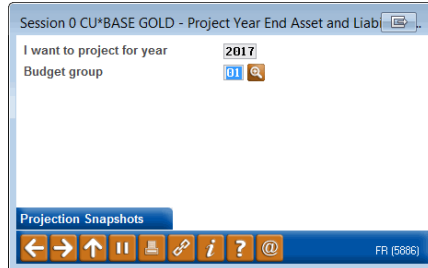 Session 0 CU*BASE GOLD - Project Year End Asset and Liabi
I want to project for year 2017
Budget group 01
Projection Snapshots
FR (5886)